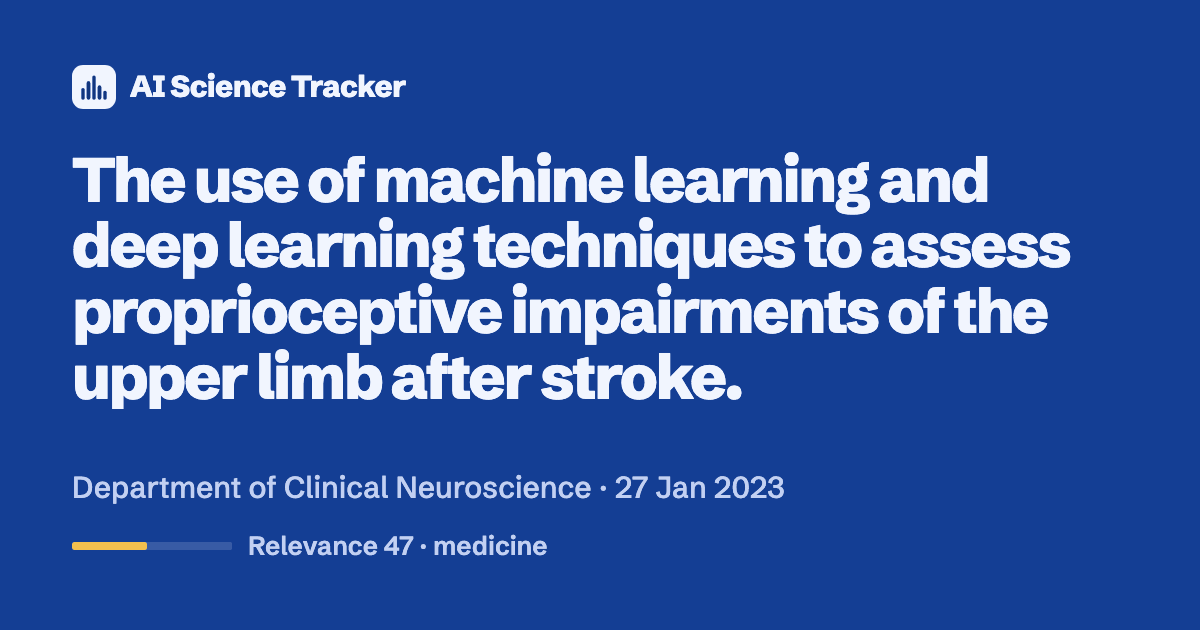 AI Science Tracker
The use of machine learning and
deep learning techniques to assess
proprioceptive impairments of the
upper limb after stroke.
Department of Clinical Neuroscience · 27 Jan 2023
Relevance 47 · medicine